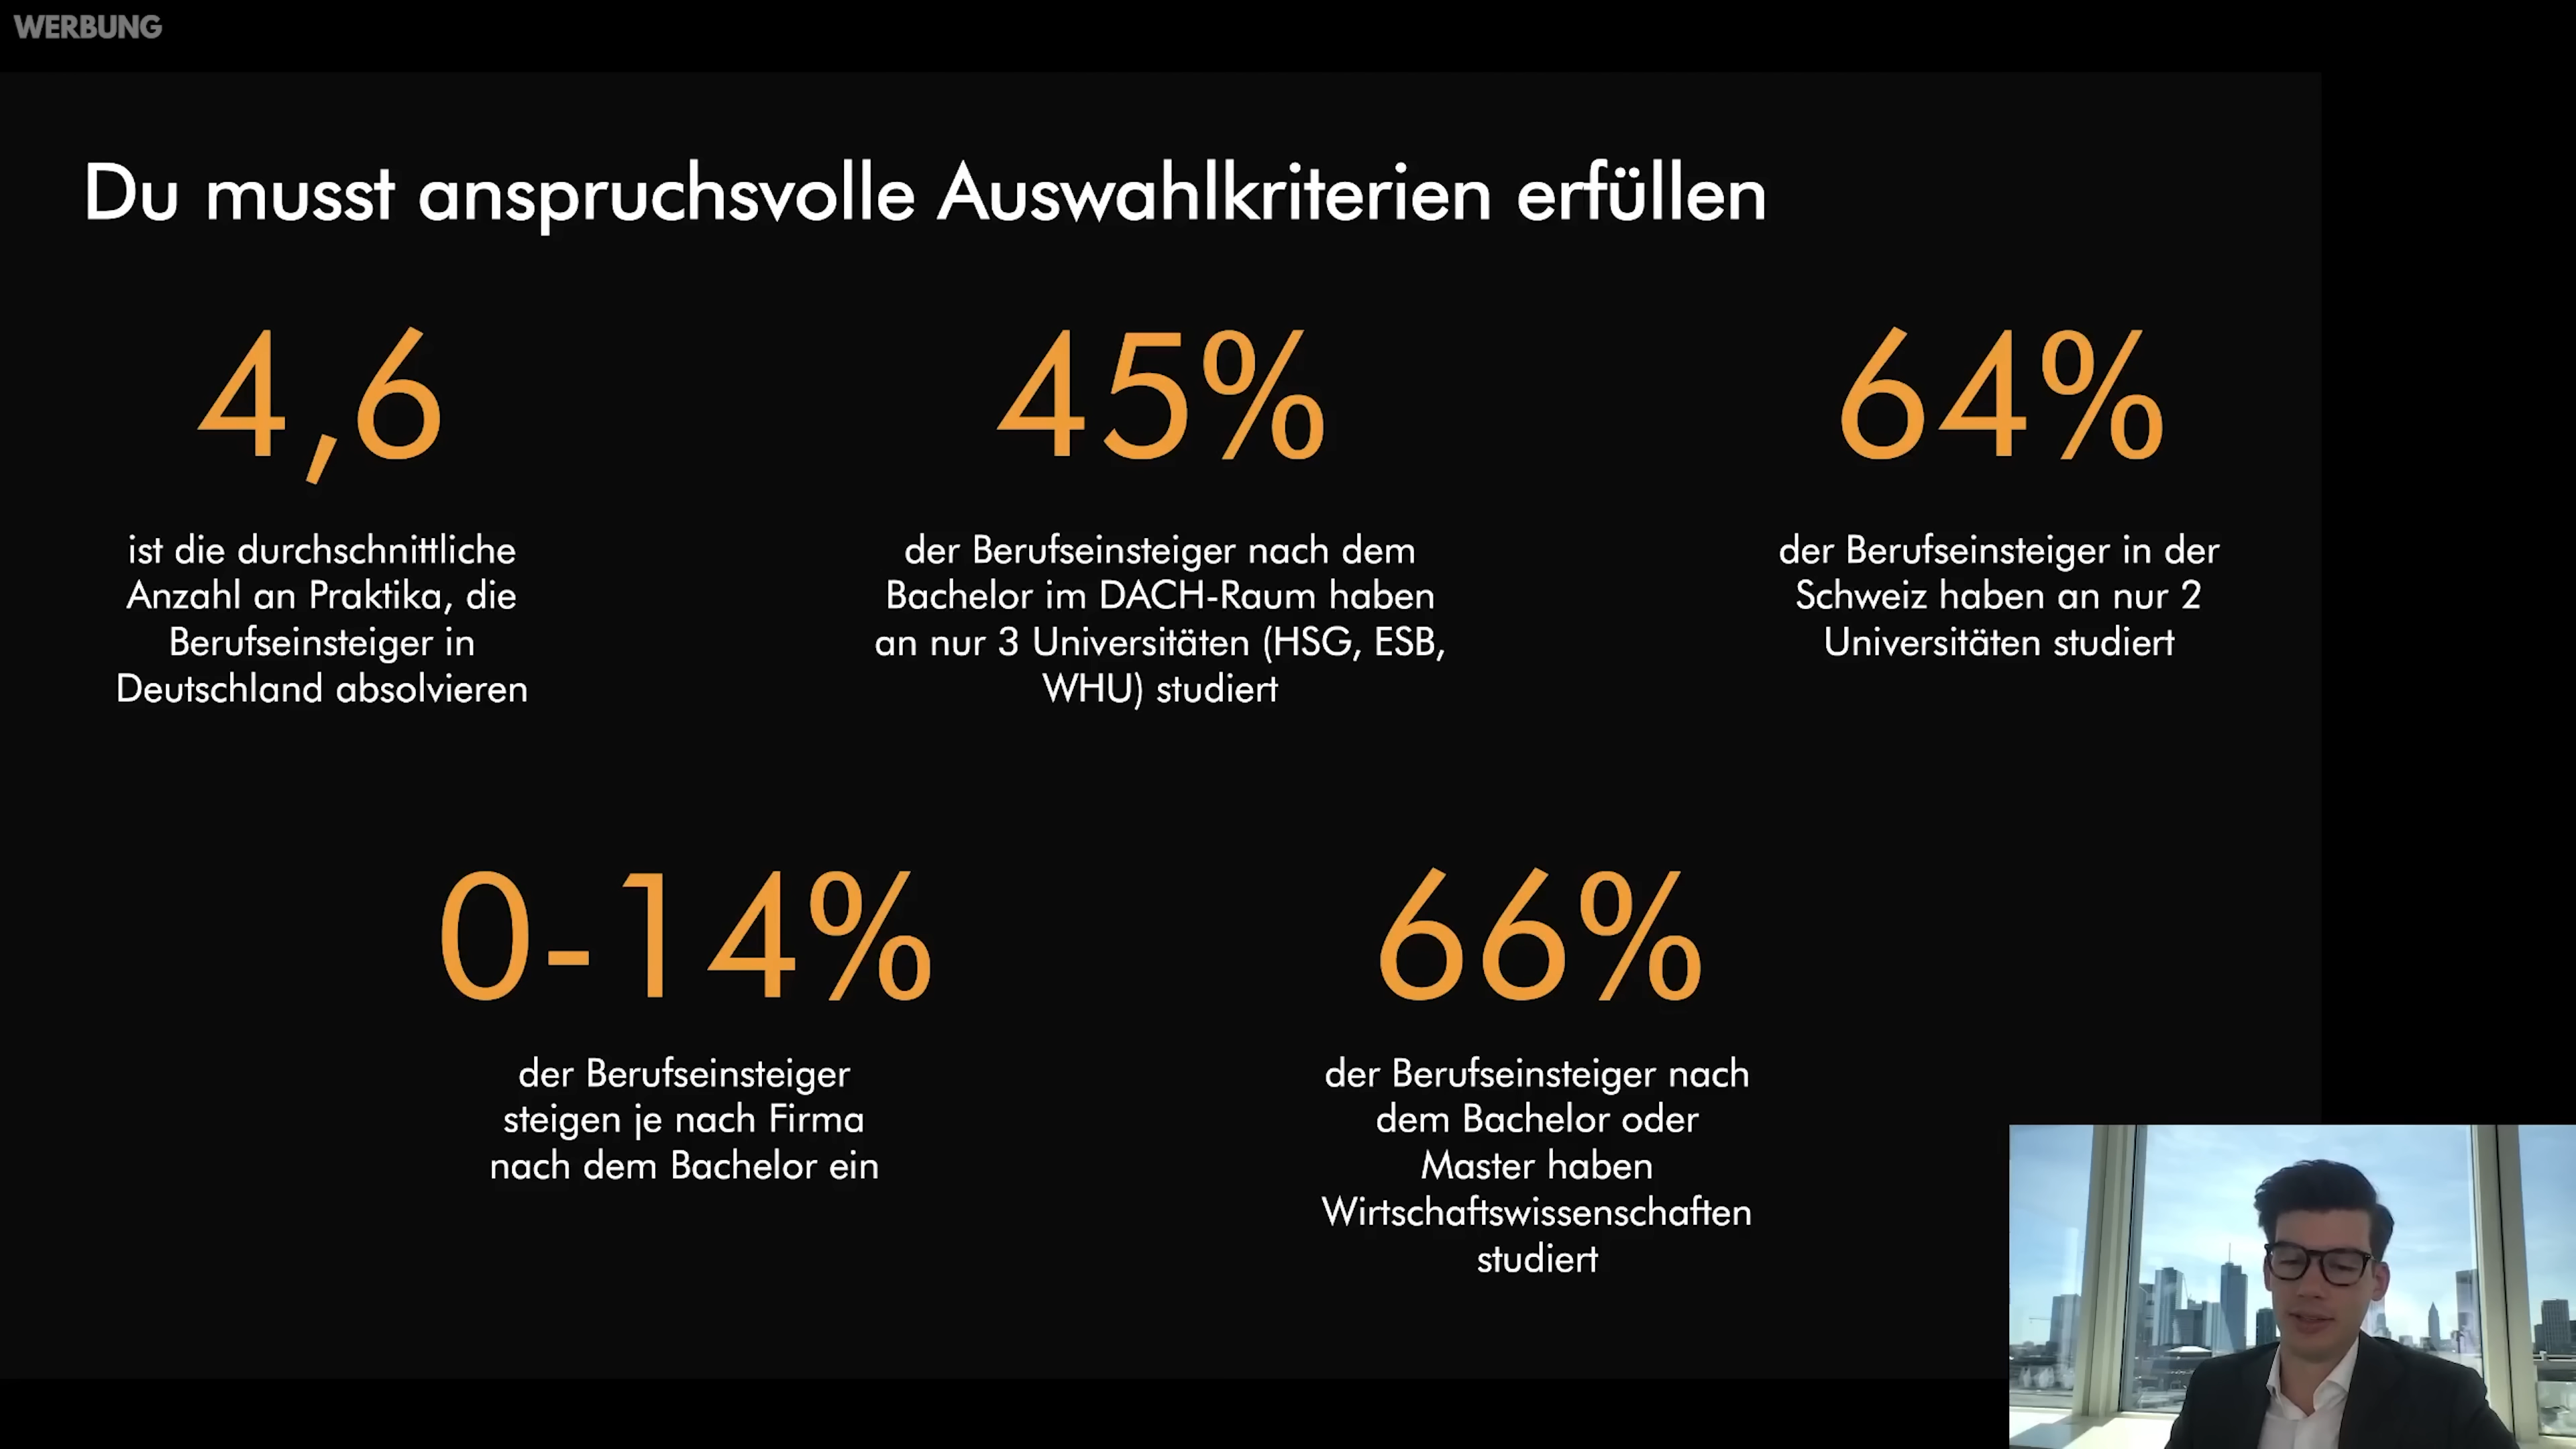 WERBUNG
Du musst anspruchsvolle Auswahlkriterien erfüllen
4,6
ist die durchschnittliche
Anzahl an Praktika, die
Berufseinsteiger in
Deutschland absolvieren
45%
der Berufseinsteiger nach dem
Bachelor im DACH-Raum haben
an nur 3 Universitäten (HSG, ESB,
WHU) studiert
64%
der Berufseinsteiger in der
Schweiz haben an nur 2
Universitäten studiert
0-14%
der Berufseinsteiger
steigen je nach Firma
nach dem Bachelor ein
66%
der Berufseinsteiger nach
dem Bachelor oder
Master haben
Wirtschaftswissenschaften
studiert